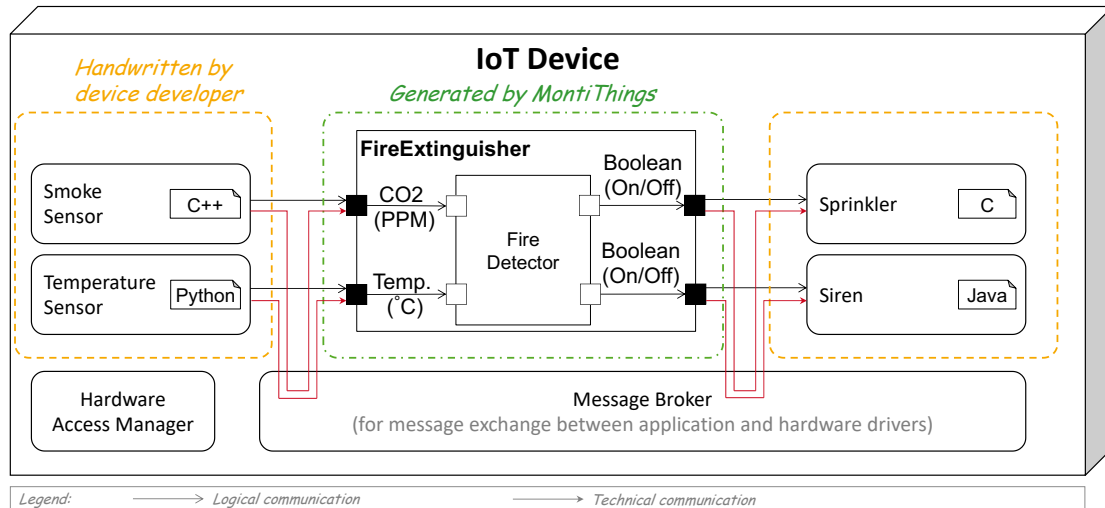 IoT Device
Handwritten by
device developer
Generated by MontiThings
FireExtinguisher
Smoke
Sensor
C++
Temperature
Sensor
Python
CO2
(PPM)
Temp.
(°C)
Fire
Detector
Boolean
(On/Off)
Boolean
(On/Off)
Sprinkler
C
Siren
Java
Hardware
Access Manager
Message Broker
(for message exchange between application and hardware drivers)
Legend:
Logical communication
Technical communication